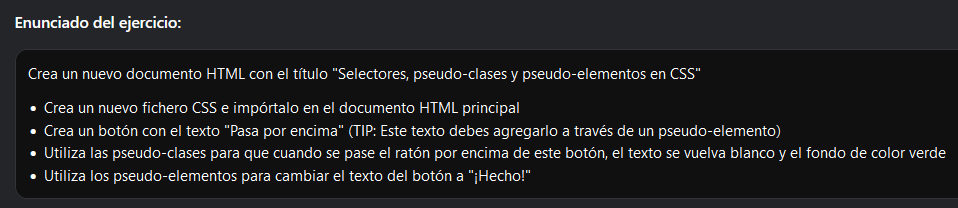 Enunciado del ejercicio:
Crea un nuevo documento HTML con el título "Selectores, pseudo-clases y pseudo-elementos en CSS"
• Crea un nuevo fichero CSS e impórtalo en el documento HTML principal
• Crea un botón con el texto "Pasa por encima" (TIP: Este texto debes agregarlo a través de un pseudo-elemento)
• Utiliza las pseudo-clases para que cuando se pase el ratón por encima de este botón, el texto se vuelva blanco y el fondo de color verde
• Utiliza los pseudo-elementos para cambiar el texto del botón a "¡Hecho!"